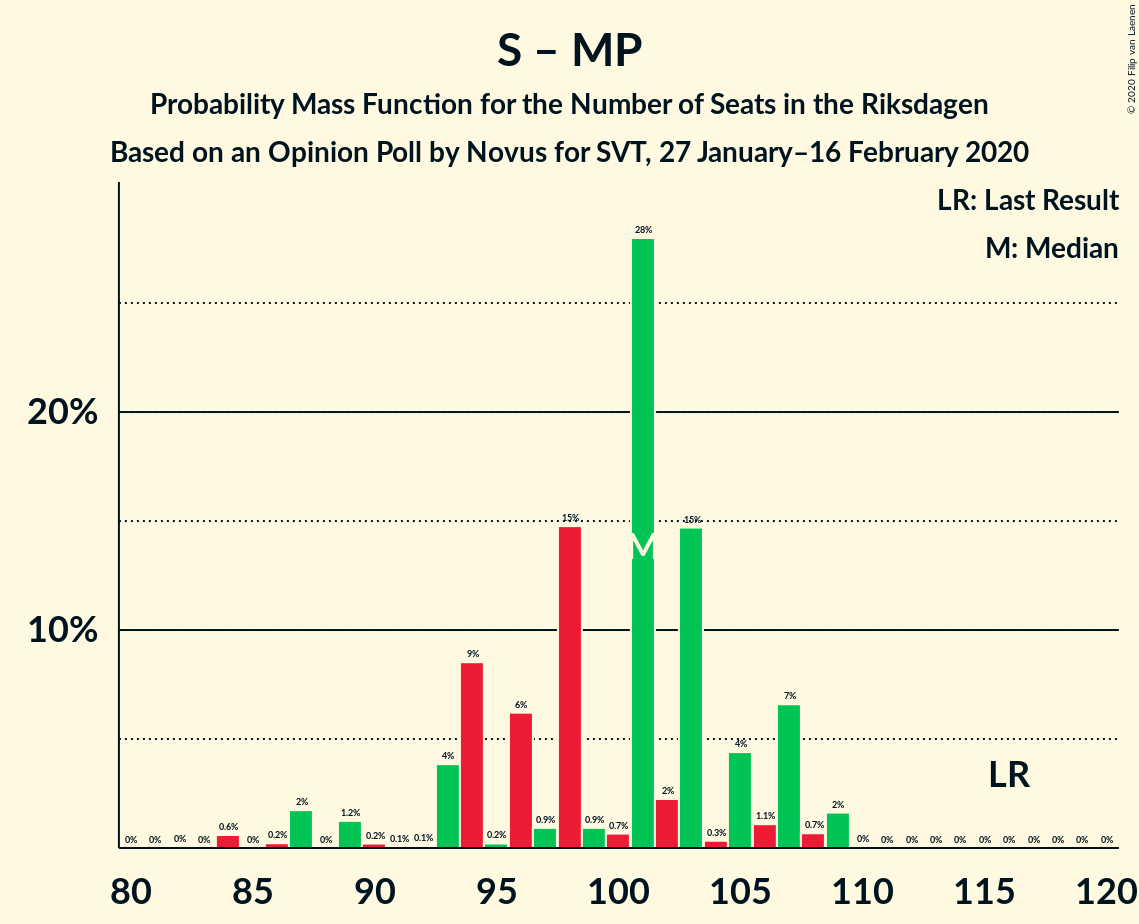 S – MP
Probability Mass Function for the Number of Seats in the Riksdagen
Based on an Opinion Poll by Novus for SVT, 27 January–16 February 2020
© 2020 Filip van Laenen
LR: Last Result
M: Median
20%
10%
0% 0% 0% 0% 0.6% 0% 0.2% 2% 0% 1.2% 0.2% 0.1% 0.1% 4% 9% 0.2% 6% 0.9% 15% 0.9% 0.7% 28% 2% 15% 0.3% 4% 1.1% 7% 0.7% 2% 0% 0% 0% 0% 0% 0% 0% 0% 0% 0% 0%
M
LR
80 85 90 95 100 105 110 115 120